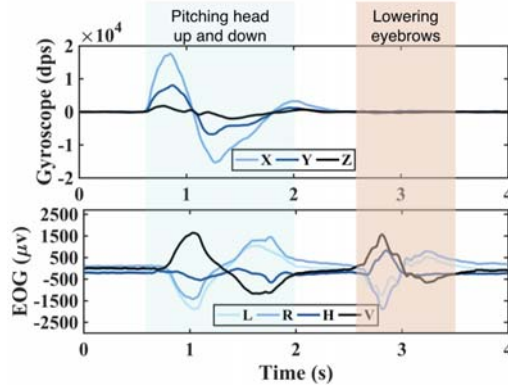 Pitching head
up and down
Lowering
eyebrows
×10⁴
Gyroscope (dps)
2
1
0
-1
-2
X Y Z
0 1 2 3 4
EOG (μv)
2500
1500
500
-500
-1500
-2500
L R H V
0 1 2 3 4
Time (s)